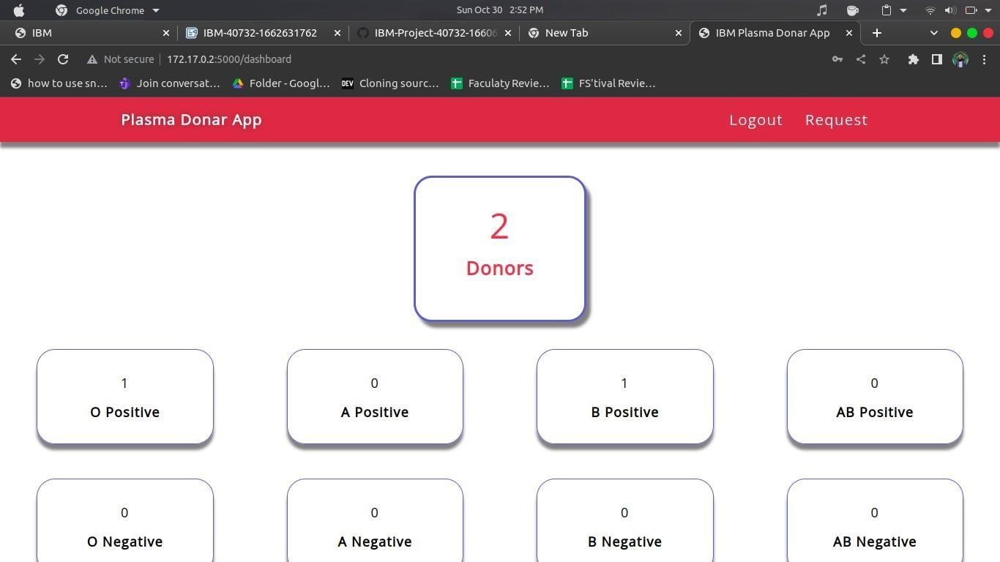 Google Chrome
Sun Oct 30 2:52 PM
IBM
IBM-40732-1662631762
IBM-Project-40732-16606
New Tab
IBM Plasma Donar App
Not secure
172.17.0.2:5000/dashboard
how to use sn...
Join conversat...
Folder - Googl...
DEV
Cloning sourc...
Faculaty Revie...
FS'tival Revie...
Plasma Donar App
Logout
Request
2
Donors
1
O Positive
0
A Positive
1
B Positive
0
AB Positive
0
O Negative
0
A Negative
0
B Negative
0
AB Negative